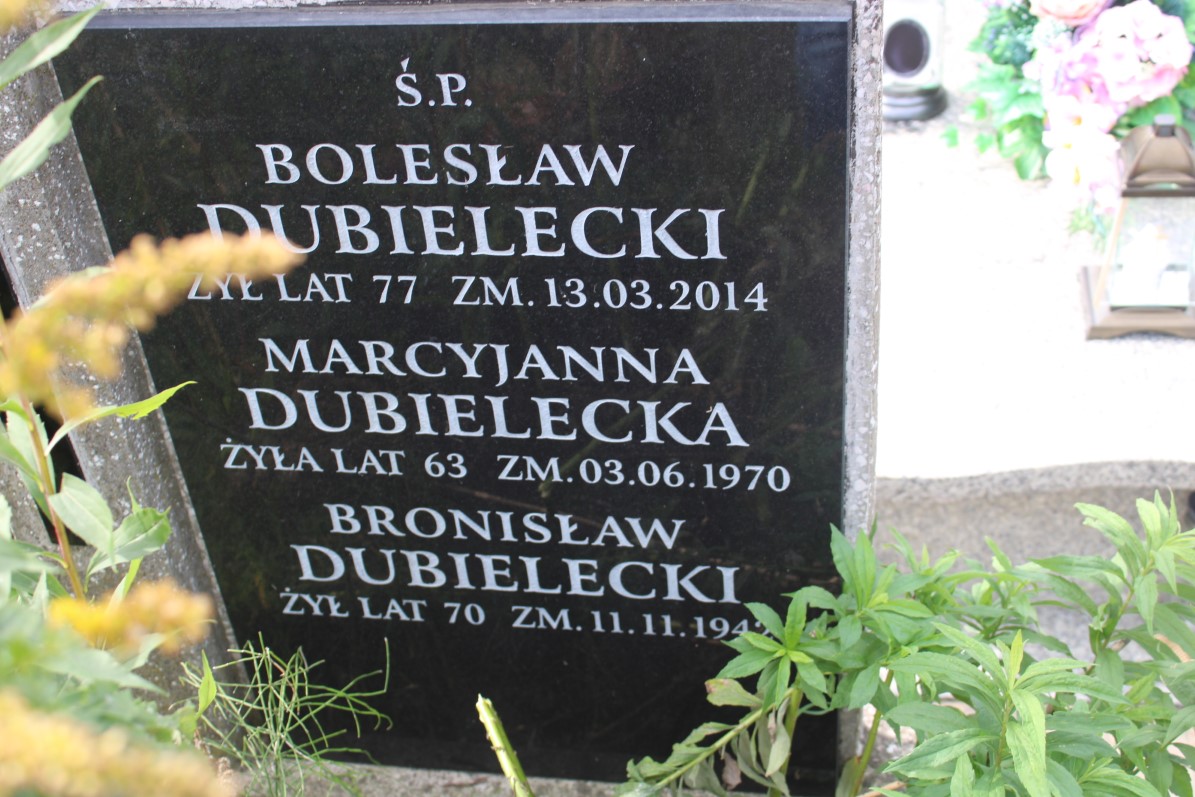 Ś.P.
BOLESŁAW
DUBIELECKI
ŻYŁ LAT 77 ZM. 13.03.2014
MARCYJANNA
DUBIELECKA
ŻYŁA LAT 63 ZM. 03.06.1970
BRONISŁAW
DUBIELECKI
ŻYŁ LAT 70 ZM.